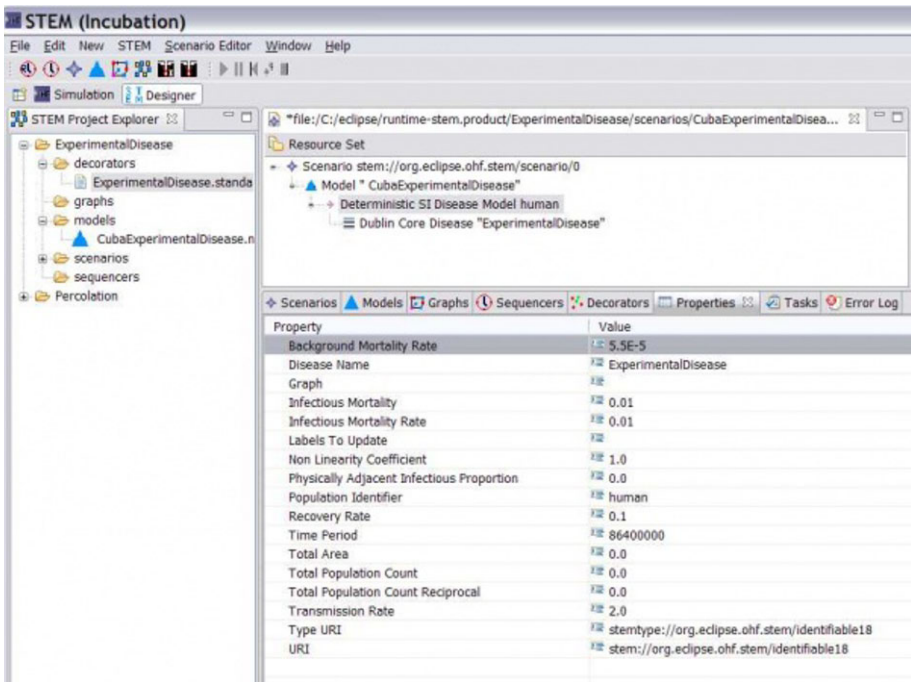 STEM (Incubation)
File Edit New STEM Scenario Editor Window Help
Simulation Designer
STEM Project Explorer
*file:/C:/eclipse/runtime-stem.product/ExperimentalDisease/scenarios/CubaExperimentalDisea...
ExperimentalDisease
decorators
ExperimentalDisease.standa
graphs
models
CubaExperimentalDisease.n
scenarios
sequencers
Percolation
Resource Set
Scenario stem://org.eclipse.ohf.stem/scenario/0
Model " CubaExperimentalDisease"
Deterministic SI Disease Model human
Dublin Core Disease "ExperimentalDisease"
Scenarios Models Graphs Sequencers Decorators Properties Tasks Error Log
Property Value
Background Mortality Rate 5.5E-5
Disease Name ExperimentalDisease
Graph
Infectious Mortality 0.01
Infectious Mortality Rate 0.01
Labels To Update
Non Linearity Coefficient 1.0
Physically Adjacent Infectious Proportion 0.0
Population Identifier human
Recovery Rate 0.1
Time Period 86400000
Total Area 0.0
Total Population Count 0.0
Total Population Count Reciprocal 0.0
Transmission Rate 2.0
Type URI stemtype://org.eclipse.ohf.stem/identifiable18
URI stem://org.eclipse.ohf.stem/identifiable18